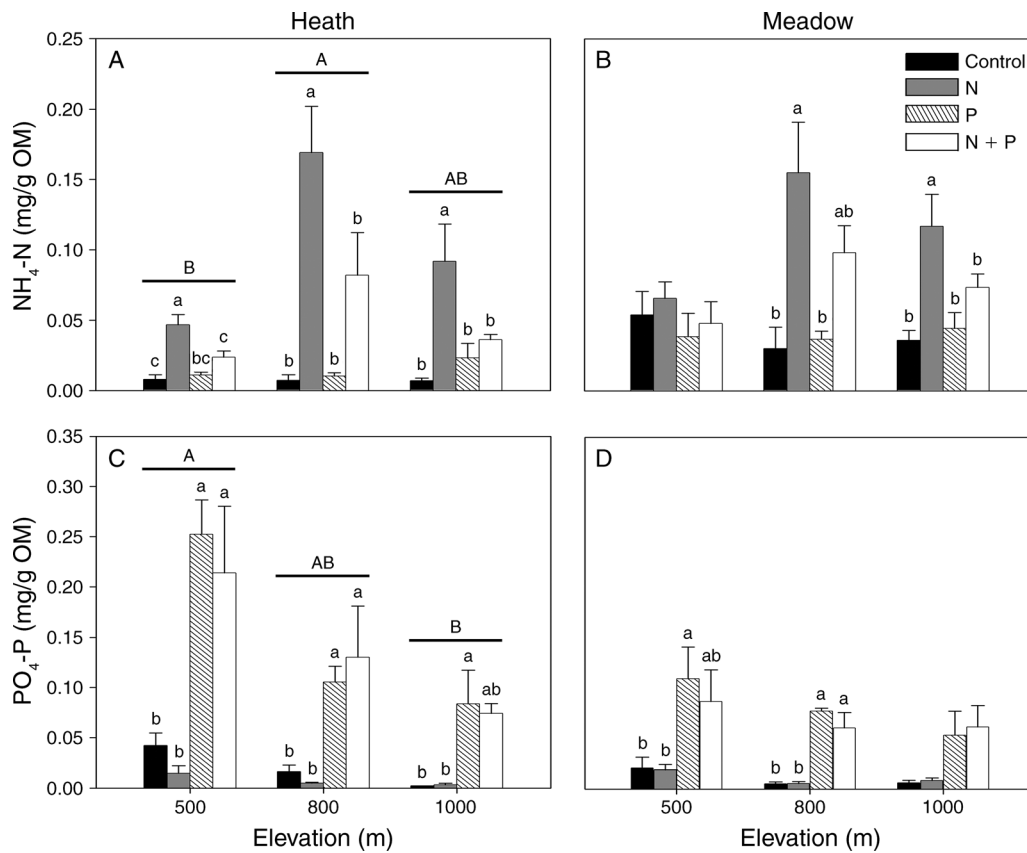 Heath
Meadow
NH4-N (mg/g OM)
0.25
0.20
0.15
0.10
0.05
0.00
A
B
A
AB
a
c
bc
c
a
b
b
b
a
b
b
b
B
Control
N
P
N + P
a
b
b
ab
a
b
b
b
PO4-P (mg/g OM)
0.35
0.30
0.25
0.20
0.15
0.10
0.05
0.00
C
A
AB
B
b
b
a
a
b
b
a
a
b
b
a
ab
D
b
b
a
ab
b
b
a
a
500
800
1000
500
800
1000
Elevation (m)
Elevation (m)